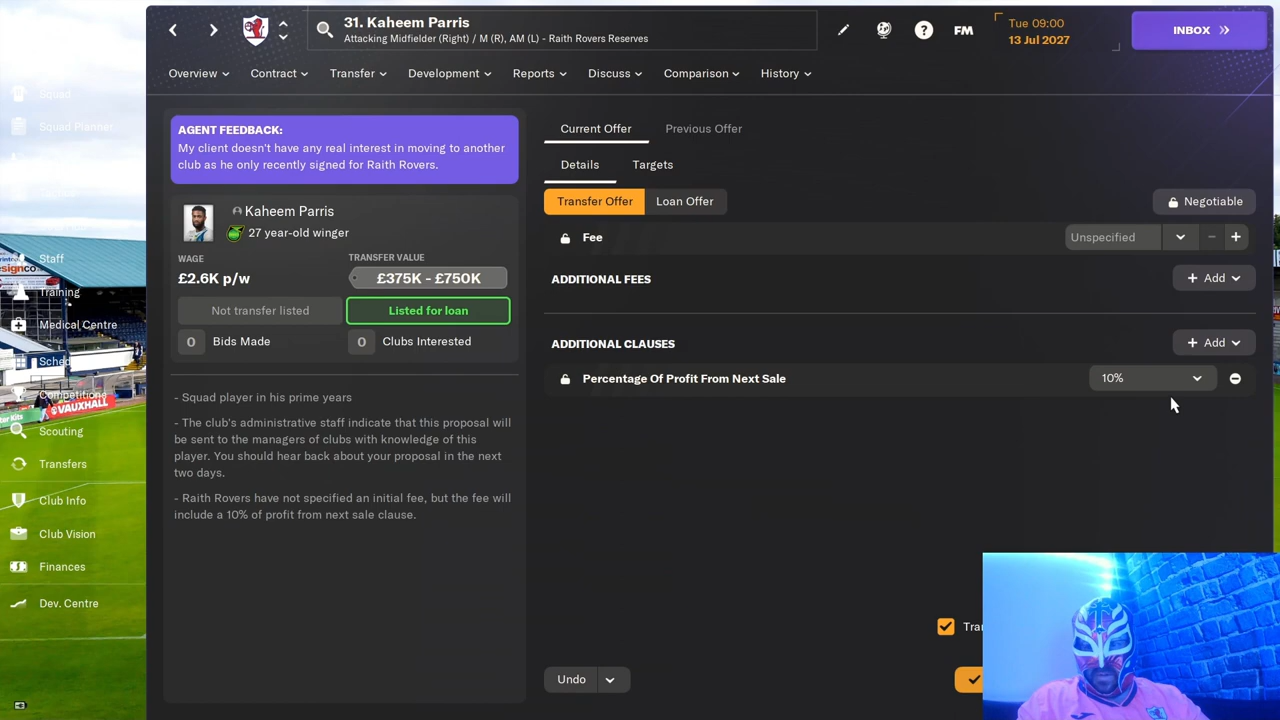 31. Kaheem Parris
Attacking Midfielder (Right) / M (R), AM (L) - Raith Rovers Reserves
FM
Tue 09:00
13 Jul 2027
INBOX
Overview
Contract
Transfer
Development
Reports
Discuss
Comparison
History
Squad
Squad Planner
Staff
Training
Medical Centre
Sched
Competitions
Scouting
Transfers
Club Info
Club Vision
Finances
Dev. Centre
VAUXHALL
AGENT FEEDBACK:
My client doesn't have any real interest in moving to another
club as he only recently signed for Raith Rovers.
Kaheem Parris
27 year-old winger
WAGE
TRANSFER VALUE
£2.6K p/w
£375K - £750K
Not transfer listed
Listed for loan
0 Bids Made
0 Clubs Interested
- Squad player in his prime years
- The club's administrative staff indicate that this proposal will
be sent to the managers of clubs with knowledge of this
player. You should hear back about your proposal in the next
two days.
- Raith Rovers have not specified an initial fee, but the fee will
include a 10% of profit from next sale clause.
Current Offer
Previous Offer
Details
Targets
Transfer Offer
Loan Offer
Negotiable
Fee
Unspecified
ADDITIONAL FEES
Add
ADDITIONAL CLAUSES
Add
Percentage Of Profit From Next Sale
10%
Tran
Undo